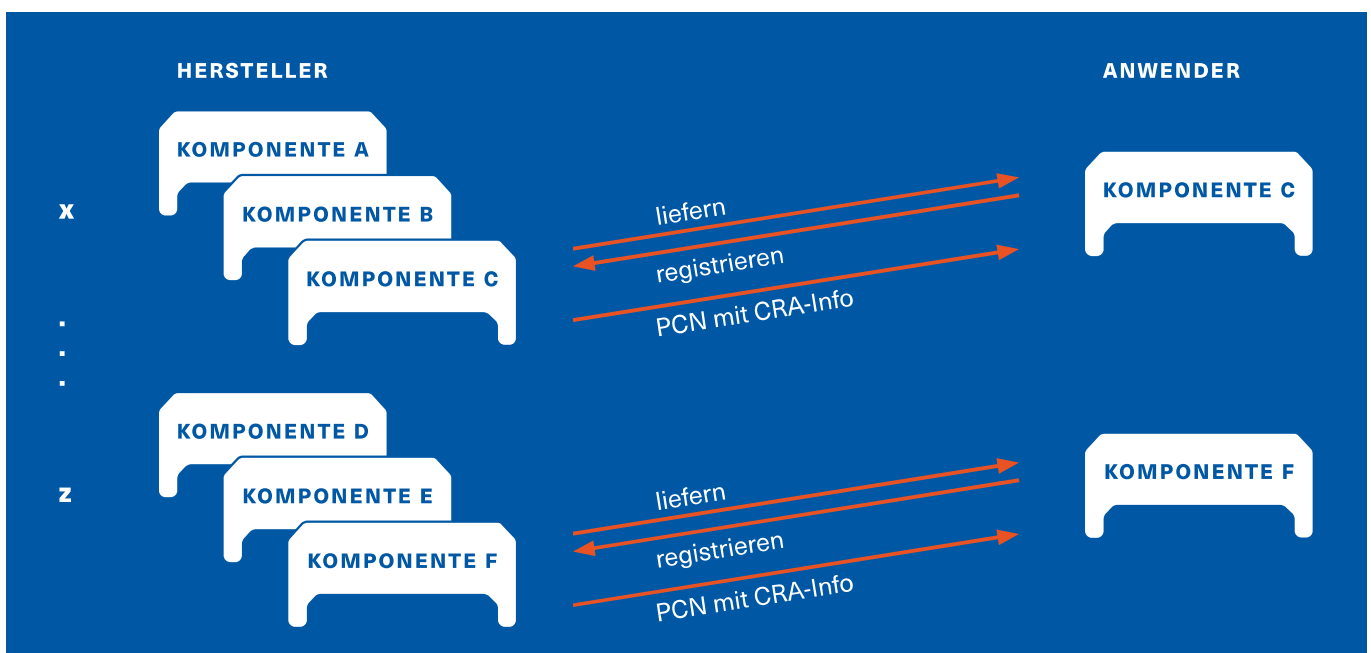 HERSTELLER
ANWENDER
KOMPONENTE A
KOMPONENTE B
KOMPONENTE C
x
liefern
registrieren
PCN mit CRA-Info
KOMPONENTE C
.
.
.
KOMPONENTE D
KOMPONENTE E
KOMPONENTE F
z
liefern
registrieren
PCN mit CRA-Info
KOMPONENTE F